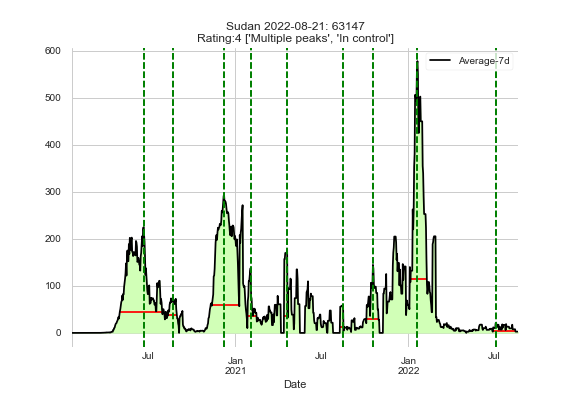 Sudan 2022-08-21: 63147
Rating:4 ['Multiple peaks', 'In control']
Average-7d
600
500
400
300
200
100
0
Jul
Jan
2021
Jul
Jan
2022
Jul
Date